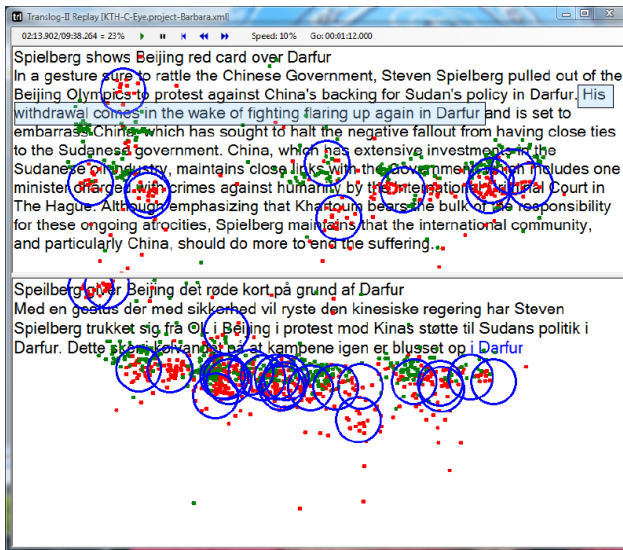 Translog-II Replay [KTH-C-Eye.project-Barbara.xml]
02:13.902/09:38.264 = 23% Speed: 10% Go: 00:01:12.000
Spielberg shows Beijing red card over Darfur
In a gesture sure to rattle the Chinese Government, Steven Spielberg pulled out of the
Beijing Olympics to protest against China's backing for Sudan's policy in Darfur. His
withdrawal comes in the wake of fighting flaring up again in Darfur and is set to
embarrass China, which has sought to halt the negative fallout from having close ties
to the Sudanese government. China, which has extensive investments in the
Sudanese oil industry, maintains close links with the Government, which includes one
minister charged with crimes against humanity by the International Criminal Court in
The Hague. Although emphasizing that Khartoum bears the bulk of the responsibility
for these ongoing atrocities, Spielberg maintains that the international community,
and particularly China, should do more to end the suffering..
Speilberg giver Beijing det røde kort på grund af Darfur
Med en gestus der med sikkerhed vil ryste den kinesiske regering har Steven
Spielberg trukket sig fra OL i Beijing i protest mod Kinas støtte til Sudans politik i
Darfur. Dette sker i kølvandet på at kampene igen er blusset op i Darfur